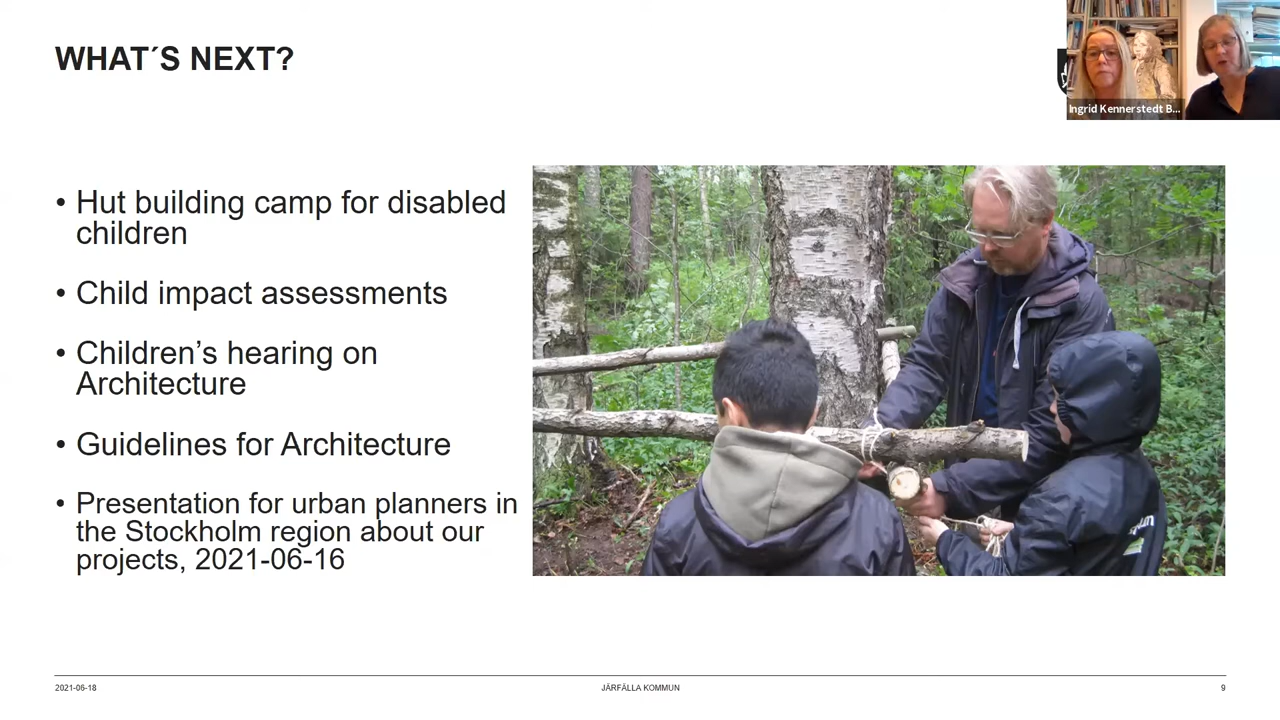 WHAT´S NEXT?
Ingrid Kennerstedt B...
• Hut building camp for disabled
children
• Child impact assessments
• Children’s hearing on
Architecture
• Guidelines for Architecture
• Presentation for urban planners in
the Stockholm region about our
projects, 2021-06-16
2021-06-18
JÄRFÄLLA KOMMUN
9